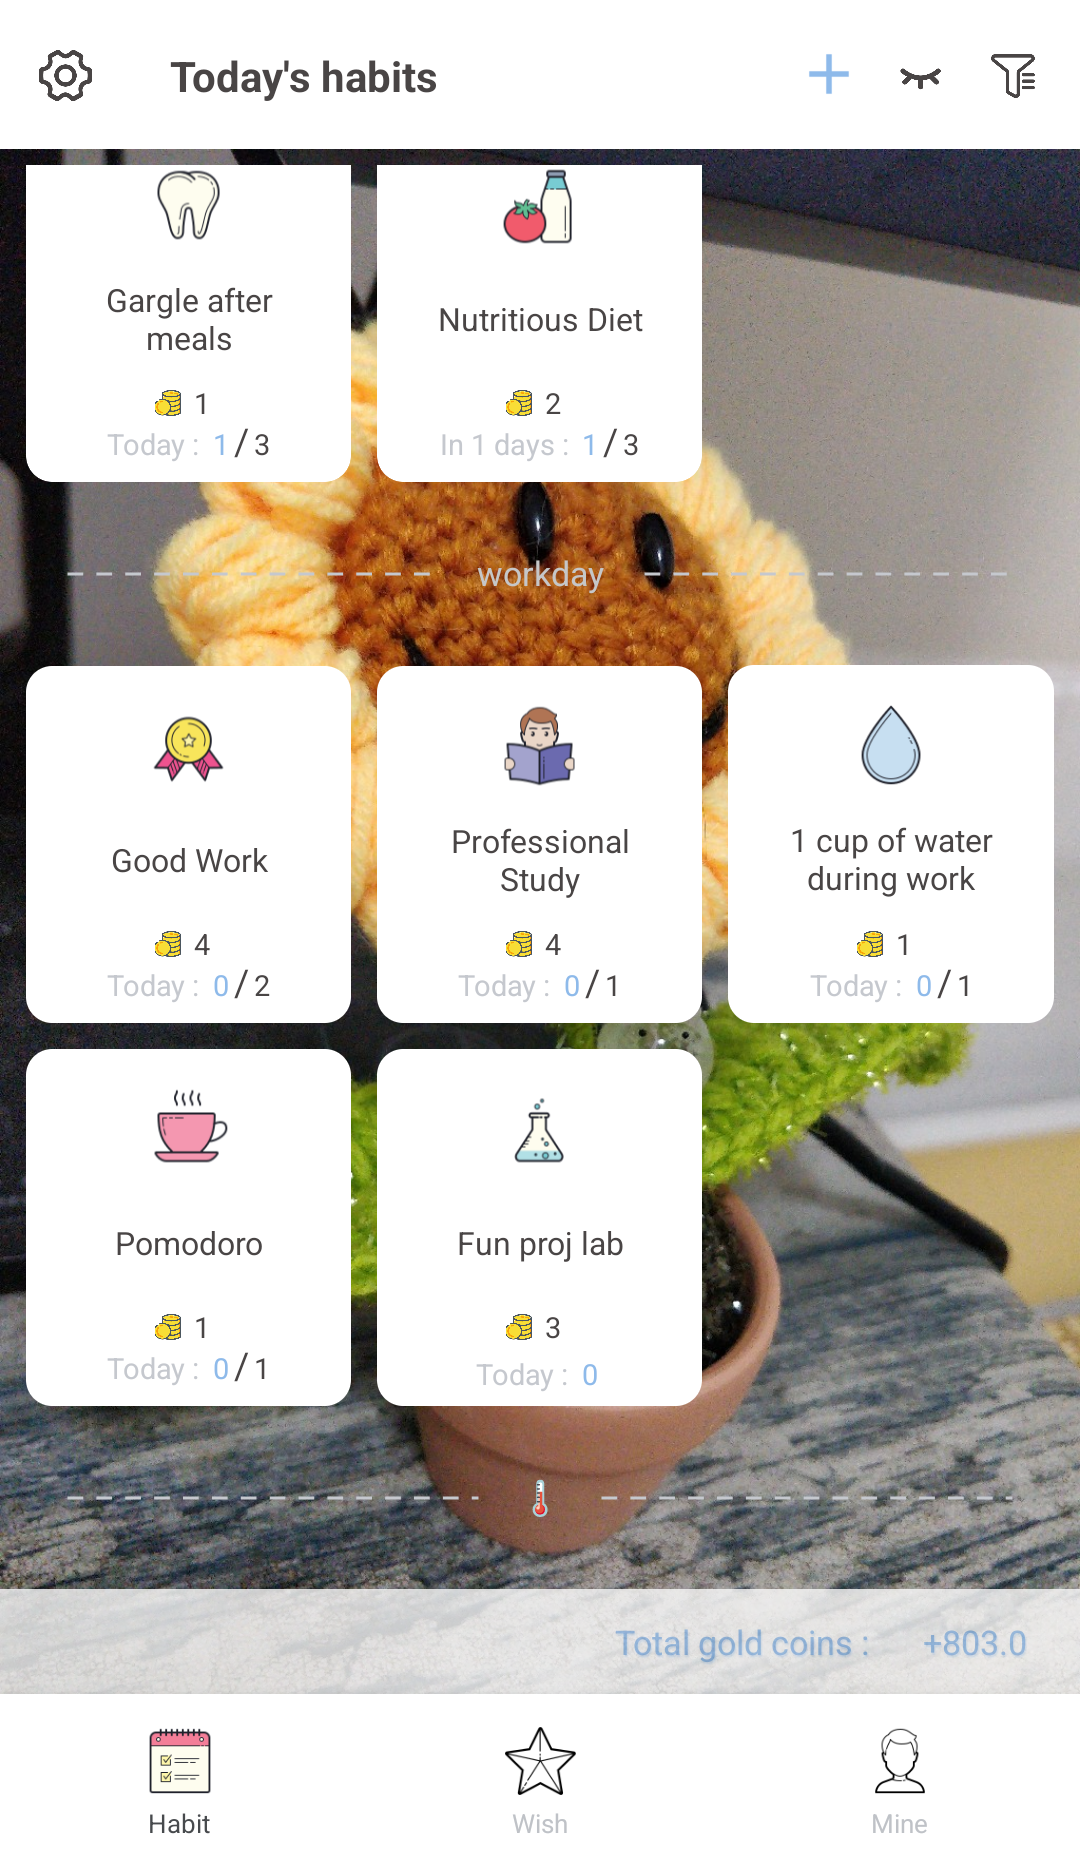 Today's habits
Gargle after
meals
1
Today : 1 / 3
Nutritious Diet
2
In 1 days : 1 / 3
workday
Good Work
4
Today : 0 / 2
Professional
Study
4
Today : 0 / 1
1 cup of water
during work
1
Today : 0 / 1
Pomodoro
1
Today : 0 / 1
Fun proj lab
3
Today : 0
Total gold coins : +803.0
Habit
Wish
Mine